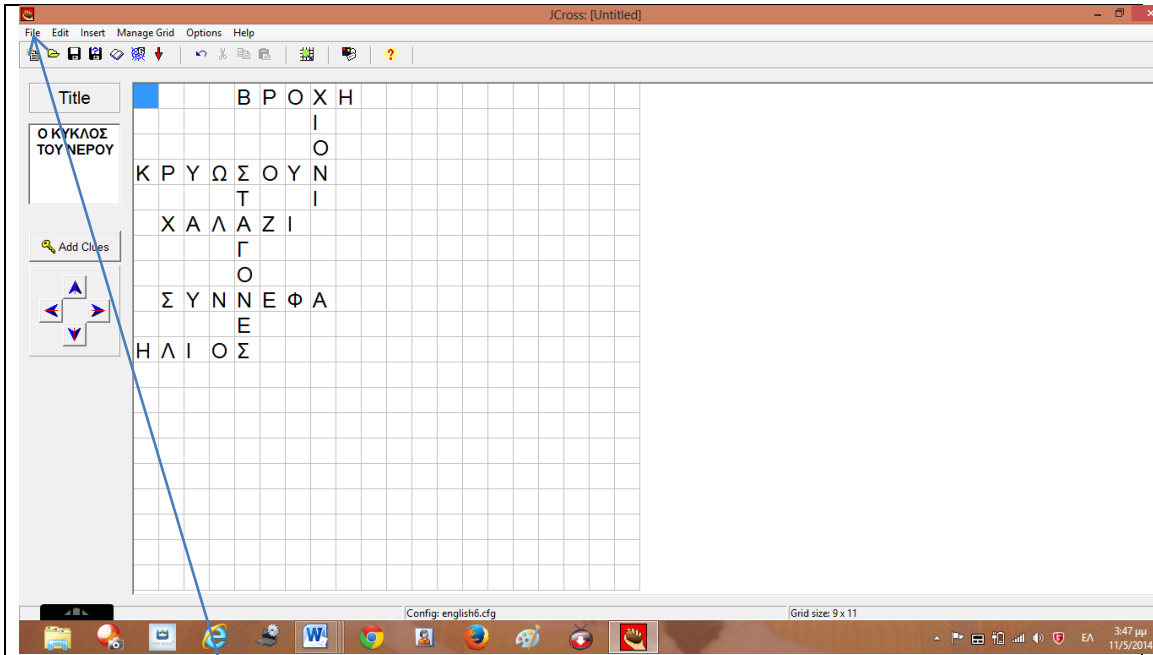 JCross: [Untitled]
File Edit Insert Manage Grid Options Help
Title
Ο ΚΥΚΛΟΣ
ΤΟΥ ΝΕΡΟΥ
Add Clues
Β Ρ Ο Χ Η
Ι
Ο
Κ Ρ Υ Ω Σ Ο Υ Ν
Τ Ι
Χ Α Λ Α Ζ Ι
Γ
Ο
Σ Υ Ν Ν Ε Φ Α
Ε
Η Λ Ι Ο Σ
Config: english6.cfg
Grid size: 9 x 11
ΕΛ
3:47 μμ
11/5/2014